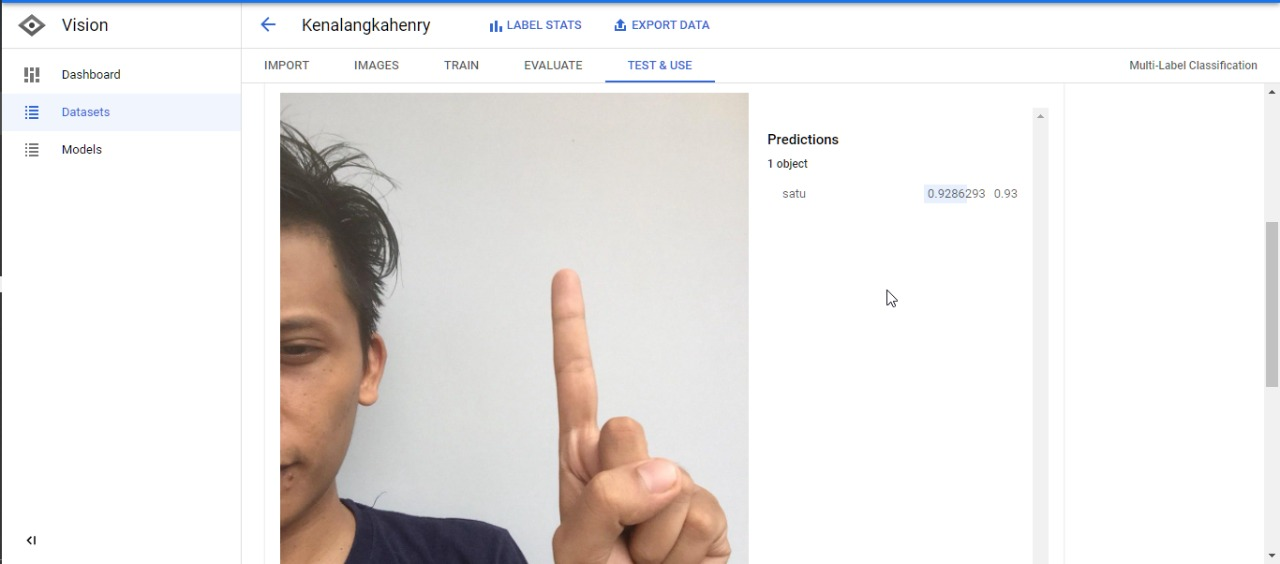 Vision
Kenalangkahenry
LABEL STATS
EXPORT DATA
Dashboard
Datasets
Models
IMPORT
IMAGES
TRAIN
EVALUATE
TEST & USE
Multi-Label Classification
Predictions
1 object
satu 0.9286293 0.93